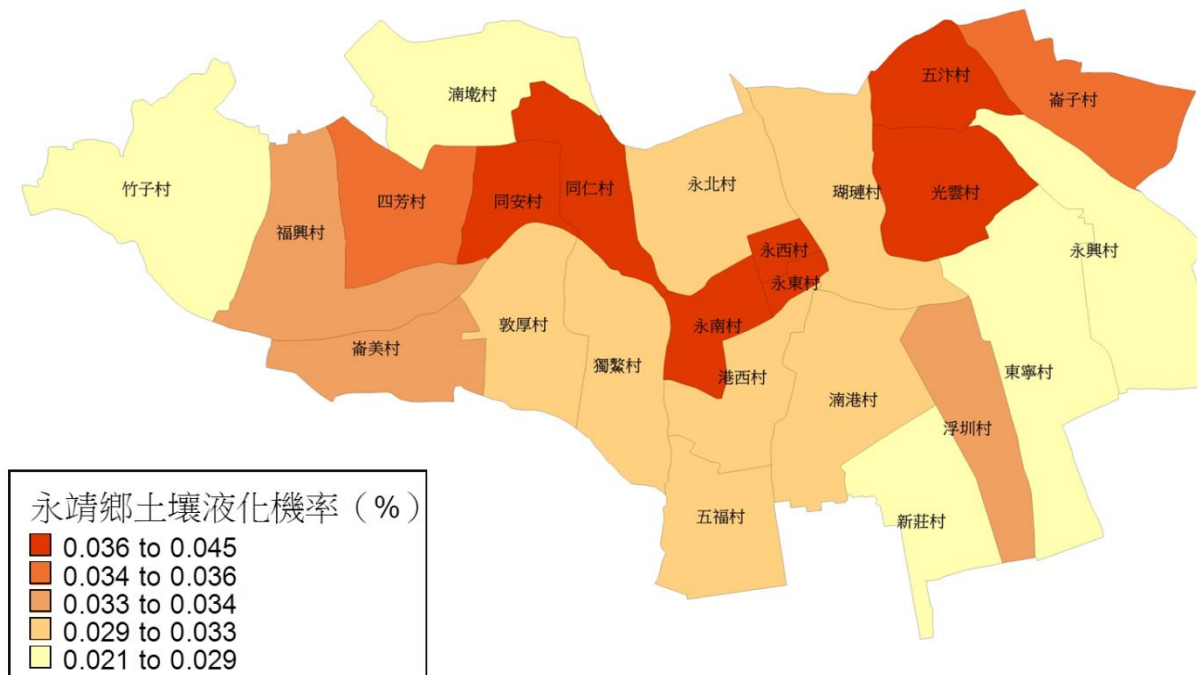 五汴村
湳墘村
崙子村
竹子村
同仁村
永北村
瑚璉村
光雲村
四芳村
同安村
福興村
永西村
永興村
永東村
敦厚村
永南村
崙美村
獨鰲村
港西村
東寧村
湳港村
浮圳村
五福村
新莊村
永靖鄉土壤液化機率（%）
0.036 to 0.045
0.034 to 0.036
0.033 to 0.034
0.029 to 0.033
0.021 to 0.029